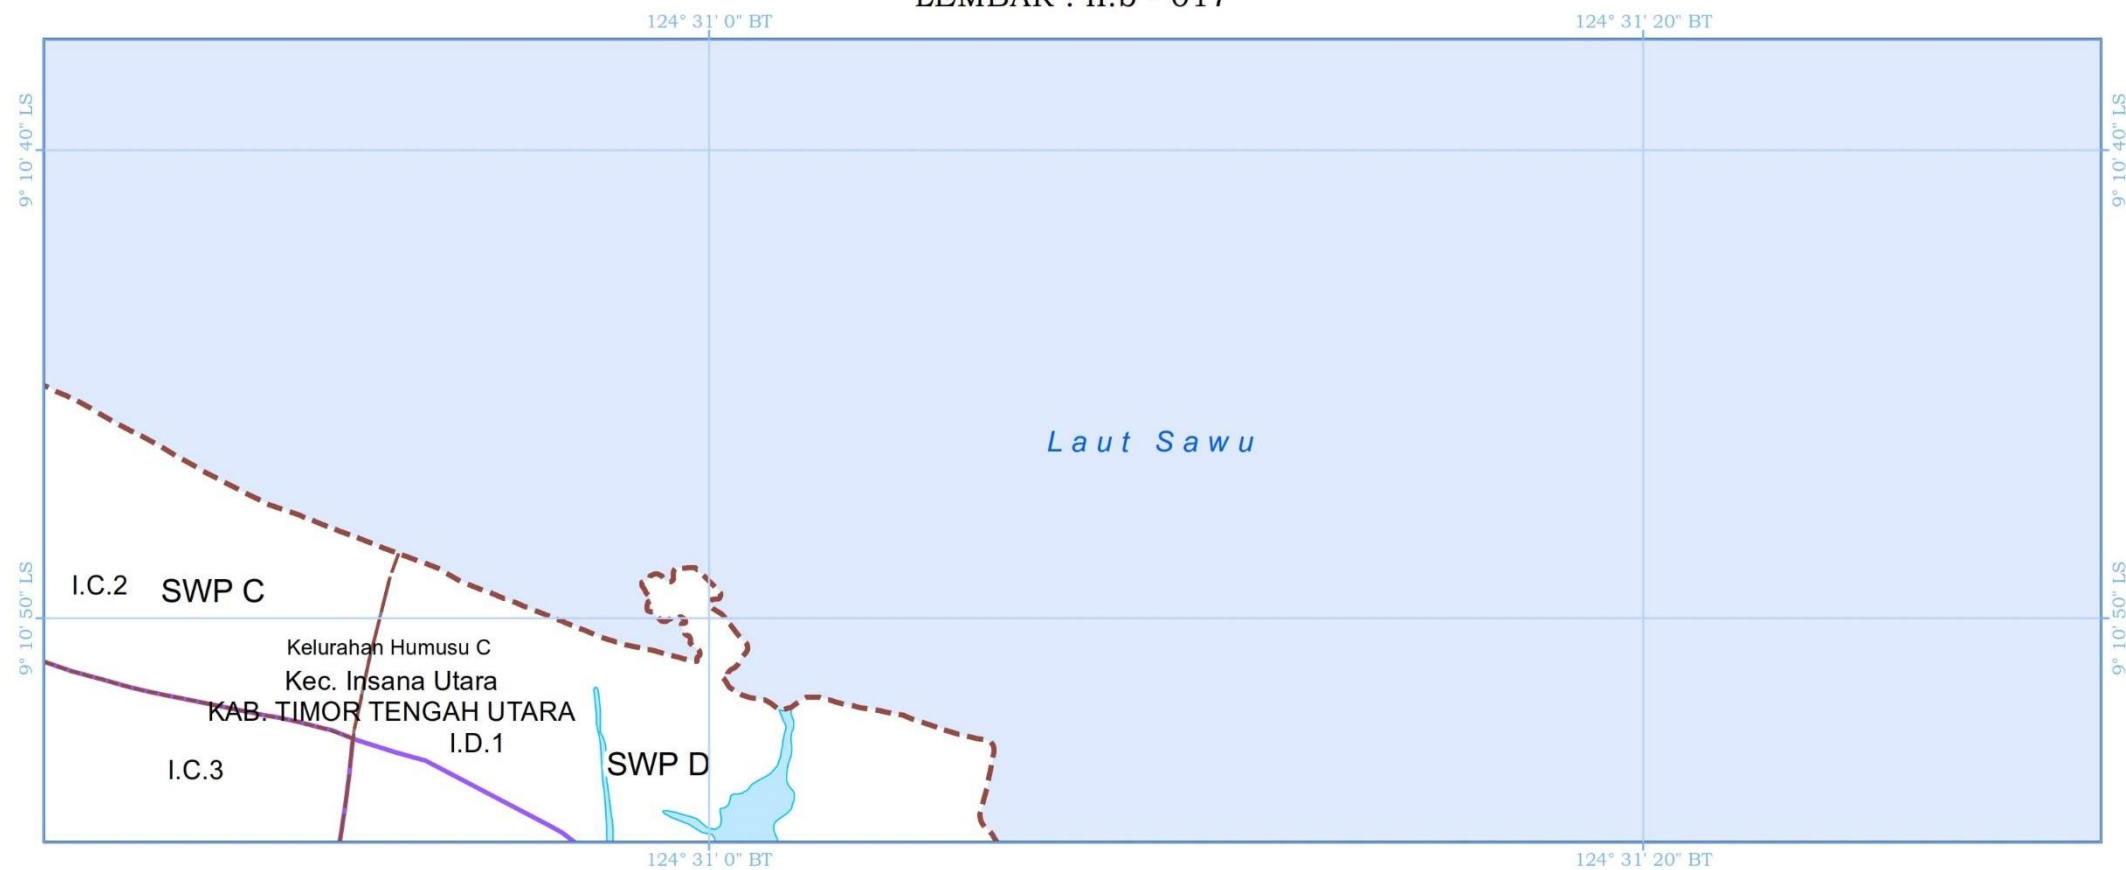 124° 31' 0" BT
124° 31' 20" BT
9° 10' 40" LS
9° 10' 40" LS
Laut Sawu
9° 10' 50" LS
9° 10' 50" LS
I.C.2
SWP C
Kelurahan Humusu C
Kec. Insana Utara
KAB. TIMOR TENGAH UTARA
I.D.1
I.C.3
SWP D
124° 31' 0" BT
124° 31' 20" BT